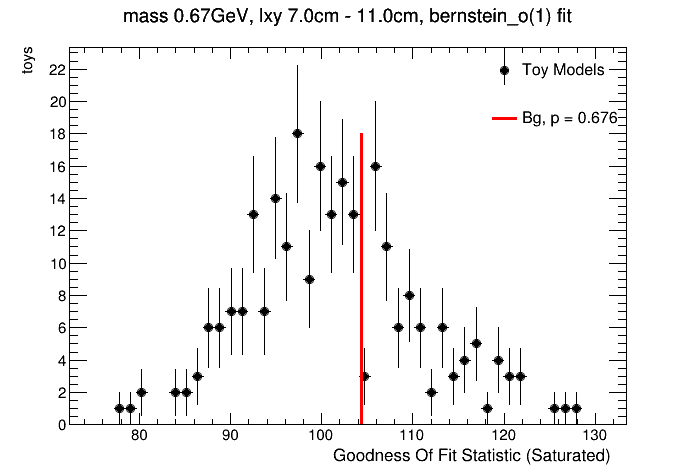 mass 0.67GeV, lxy 7.0cm - 11.0cm, bernstein_o(1) fit
toys
Toy Models
Bg, p = 0.676
22
20
18
16
14
12
10
8
6
4
2
0
80 90 100 110 120 130
Goodness Of Fit Statistic (Saturated)